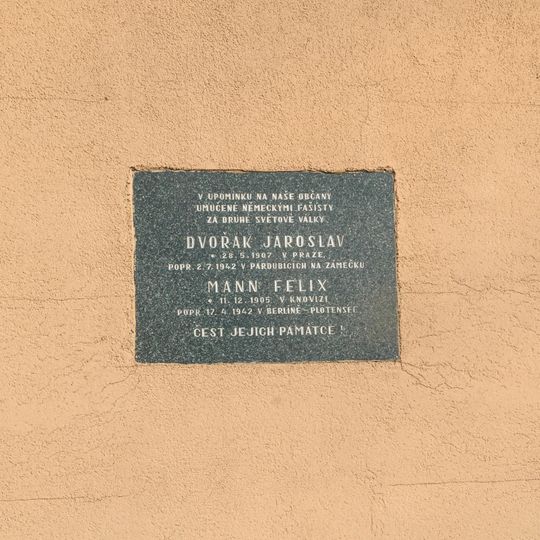 V UPOMÍNKU NA NAŠE OBČANY
UMUČENÉ NĚMECKÝMI FAŠISTY
ZA DRUHÉ SVĚTOVÉ VÁLKY
DVOŘÁK JAROSLAV
* 28. 5. 1907 V PRAZE,
POPR. 2. 7. 1942 V PARDUBICÍCH NA ZÁMEČKU
MANN FELIX
* 11. 12. 1905 V KNOVÍZI
POPR. 17. 4. 1942 V BERLÍNĚ-PLÖTENSEE
ČEST JEJICH PAMÁTCE !